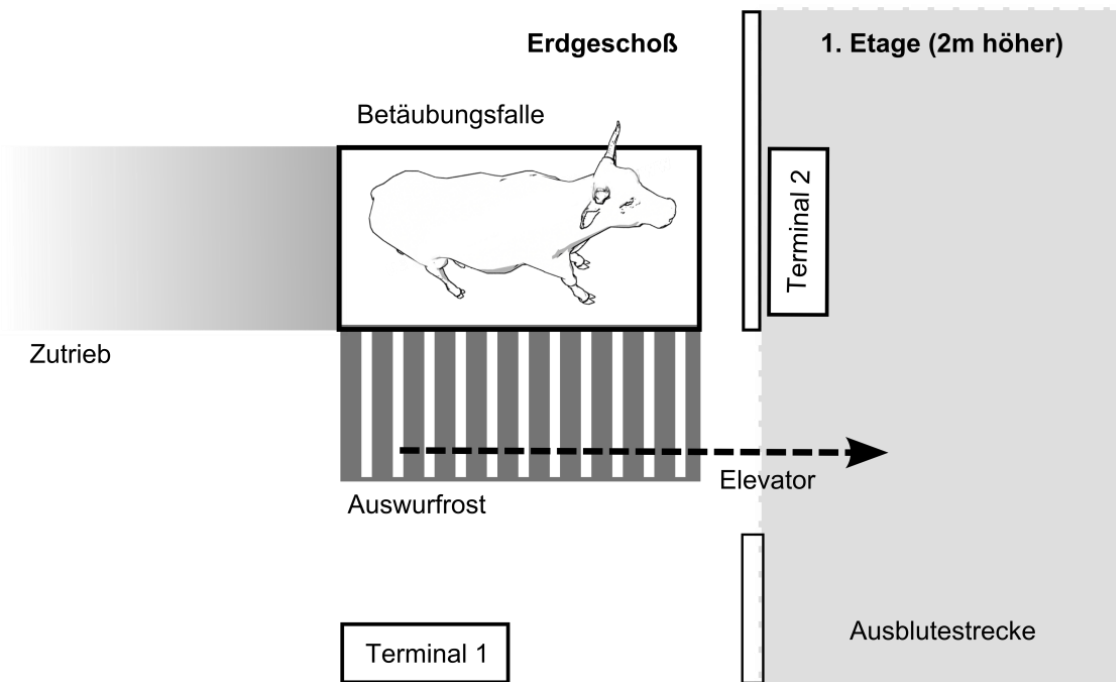 Erdgeschoß
1. Etage (2m höher)
Betäubungsfalle
Terminal 2
Zutrieb
Elevator
Auswurfrost
Ausblutestrecke
Terminal 1